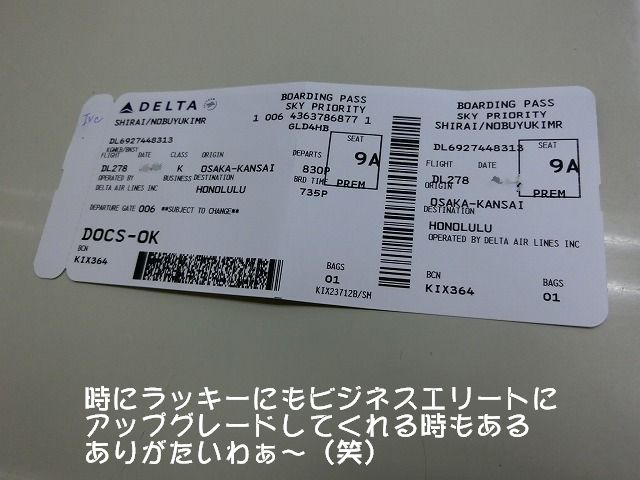 Ive
DELTA
SHIRAI/NOBUYUKIMR
BOARDING PASS
SKY PRIORITY
1 006 4363786877 1
GLD4HB
DL6927448313
KGWKB/BNSY
FLIGHT DATE CLASS ORIGIN DEPARTS SEAT
DL278 K OSAKA-KANSAI 830P 9A
OPERATED BY BUSINESS DESTINATION BRD TIME PREM
DELTA AIR LINES INC HONOLULU 735P
DEPARTURE GATE 006 **SUBJECT TO CHANGE**
DOCS-OK
BCN BAGS
KIX364 01
KIX23712B/SM
BOARDING PASS
SKY PRIORITY
SHIRAI/NOBUYUKIMR
DL6927448313
FLIGHT DATE SEAT
DL278 9A
PREM
ORIGIN
OSAKA-KANSAI
DESTINATION
HONOLULU
OPERATED BY DELTA AIR LINES INC
BCN BAGS
KIX364 01
時にラッキーにもビジネスエリートに
アップグレードしてくれる時もある
ありがたいわぁ～（笑）